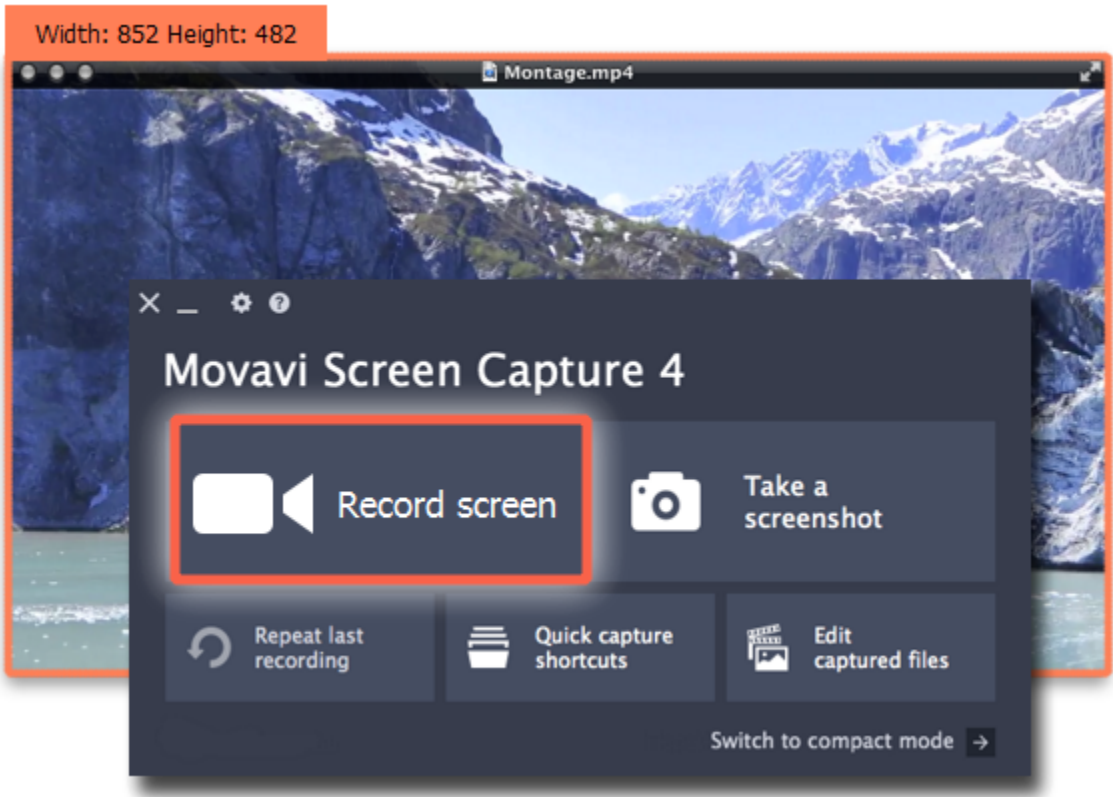 Width: 852 Height: 482
Montage.mp4
Movavi Screen Capture 4
Record screen
Take a
screenshot
Repeat last
recording
Quick capture
shortcuts
Edit
captured files
Switch to compact mode